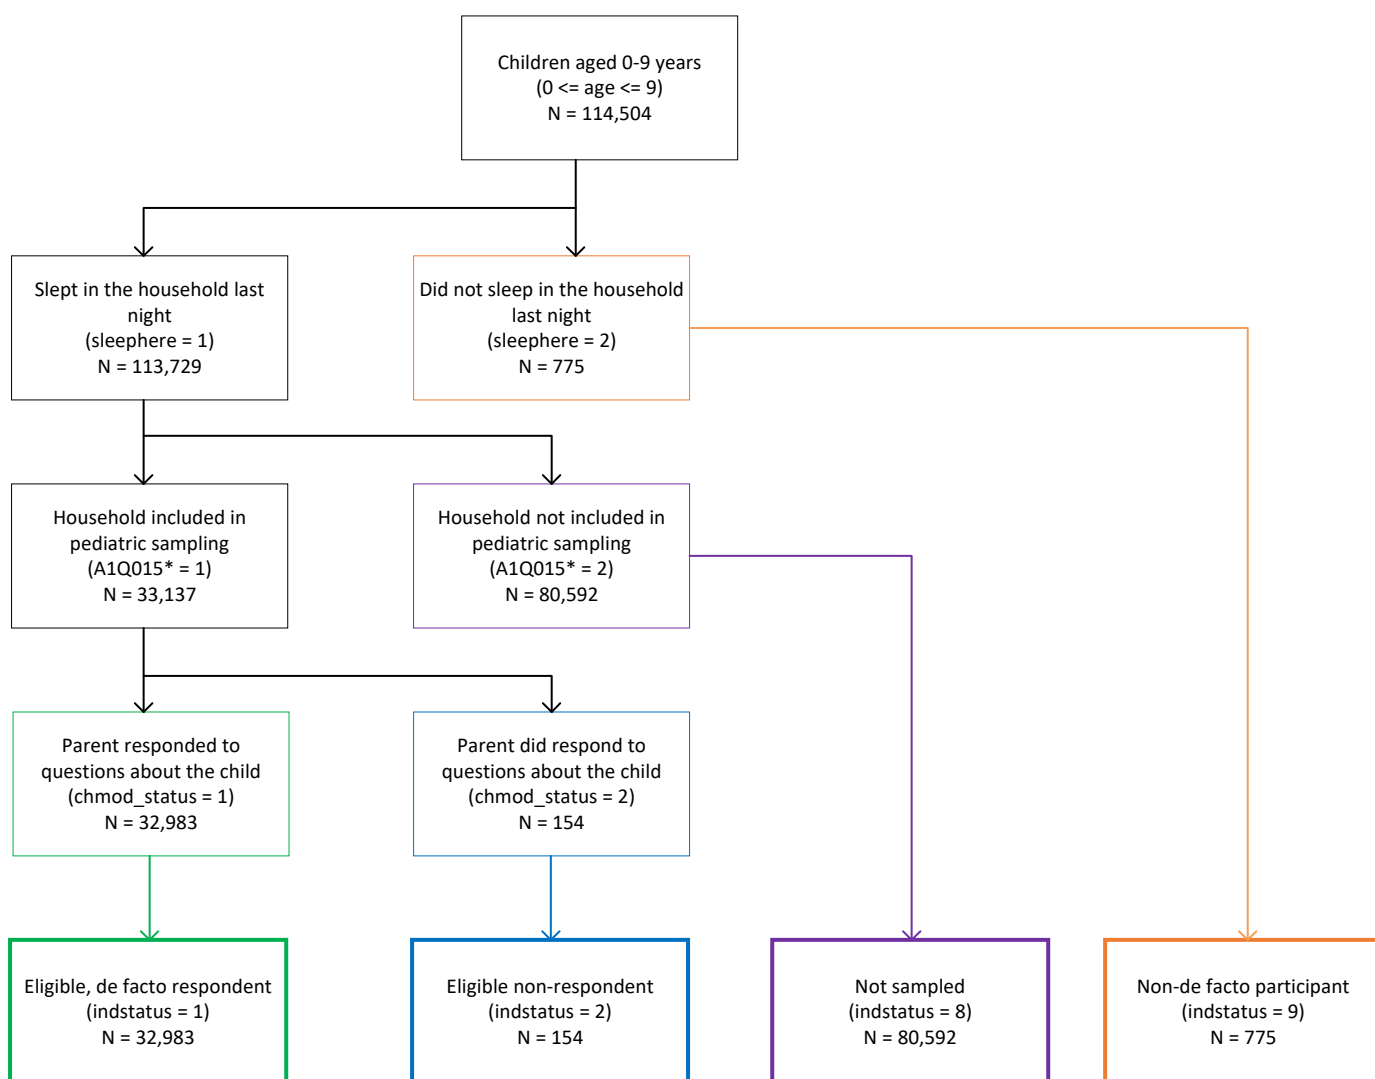 Children aged 0-9 years
(0 <= age <= 9)
N = 114,504
Slept in the household last
night
(sleephere = 1)
N = 113,729
Did not sleep in the household
last night
(sleephere = 2)
N = 775
Household included in
pediatric sampling
(A1Q015* = 1)
N = 33,137
Household not included in
pediatric sampling
(A1Q015* = 2)
N = 80,592
Parent responded to
questions about the child
(chmod_status = 1)
N = 32,983
Parent did respond to
questions about the child
(chmod_status = 2)
N = 154
Eligible, de facto respondent
(indstatus = 1)
N = 32,983
Eligible non-respondent
(indstatus = 2)
N = 154
Not sampled
(indstatus = 8)
N = 80,592
Non-de facto participant
(indstatus = 9)
N = 775